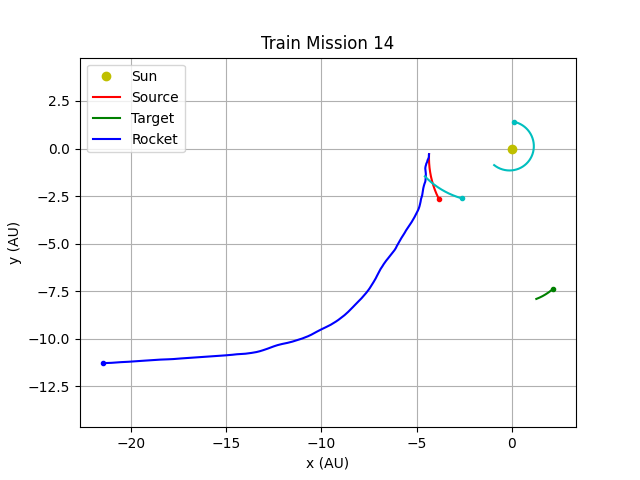 Train Mission 14
Sun
Source
Target
Rocket
2.5
0.0
−2.5
−5.0
−7.5
−10.0
−12.5
y (AU)
−20 −15 −10 −5 0
x (AU)